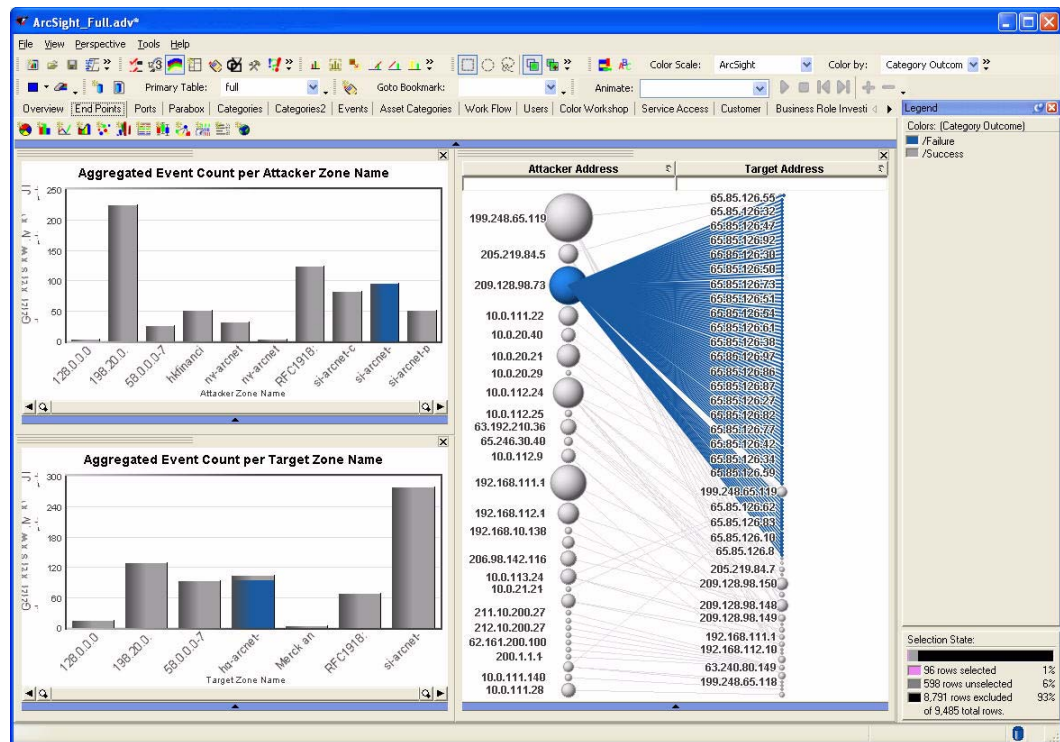 ArcSight_Full.adv*
File View Perspective Tools Help
Color Scale: ArcSight Color by: Category Outcom
Primary Table: full Goto Bookmark: Animate:
Overview End Points Ports Parabox Categories Categories2 Events Asset Categories Work Flow Users Color Workshop Service Access Customer Business Role Investi
Legend
Colors: (Category Outcome)
/Failure
/Success
Aggregated Event Count per Attacker Zone Name
250
200
150
100
50
0
128.0.0.0
198.20.0.
58.0.0.0-7
hkfinanci
nv-arcnet
nv-arcnet
RFC1918:
si-arcnet-c
si-arcnet-
si-arcnet-p
Attacker Zone Name
Aggregated Event Count per Target Zone Name
300
240
180
120
60
0
128.0.0.0
198.20.0.
58.0.0.0-7
hq-arcnet-
Merck an
RFC1918:
si-arcnet-
Target Zone Name
Attacker Address
199.248.65.119
205.219.84.5
209.128.98.73
10.0.111.22
10.0.20.40
10.0.20.21
10.0.20.29
10.0.112.24
10.0.112.25
63.192.210.36
65.246.30.40
10.0.112.9
192.168.111.1
192.168.112.1
192.168.10.138
206.98.142.116
10.0.113.24
10.0.21.21
211.10.200.27
212.10.200.27
62.161.200.100
200.1.1.1
10.0.111.140
10.0.111.28
Target Address
65.85.126.55
65.85.126.32
65.85.126.47
65.85.126.92
65.85.126.30
65.85.126.50
65.85.126.73
65.85.126.51
65.85.126.54
65.85.126.61
65.85.126.38
65.85.126.97
65.85.126.86
65.85.126.87
65.85.126.27
65.85.126.82
65.85.126.77
65.85.126.42
65.85.126.34
65.85.126.59
199.248.65.119
65.85.126.62
65.85.126.83
65.85.126.10
65.85.126.8
205.219.84.7
209.128.98.150
209.128.98.148
209.128.98.149
192.168.111.1
192.168.112.10
63.240.80.149
199.248.65.118
Selection State:
96 rows selected 1%
598 rows unselected 6%
8,791 rows excluded 93%
of 9,485 total rows.